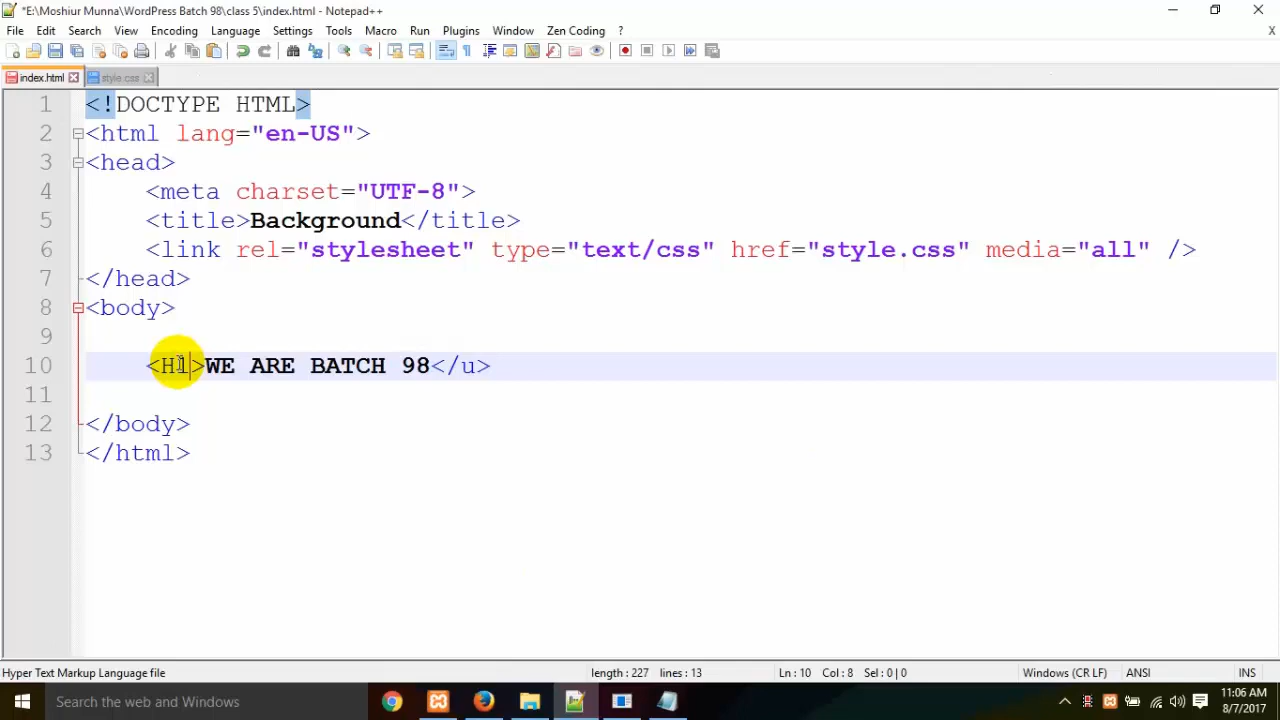 *E:\Moshiur Munna\WordPress Batch 98\class 5\index.html - Notepad++
File Edit Search View Encoding Language Settings Tools Macro Run Plugins Window Zen Coding ? X
index.html style.css
1 <!DOCTYPE HTML>
2 <html lang="en-US">
3 <head>
4 <meta charset="UTF-8">
5 <title>Background</title>
6 <link rel="stylesheet" type="text/css" href="style.css" media="all" />
7 </head>
8 <body>
9
10 <H1>WE ARE BATCH 98</u>
11
12 </body>
13 </html>
Hyper Text Markup Language file length : 227 lines : 13 Ln : 10 Col : 8 Sel : 0 | 0 Windows (CR LF) ANSI INS
Search the web and Windows
11:06 AM
8/7/2017